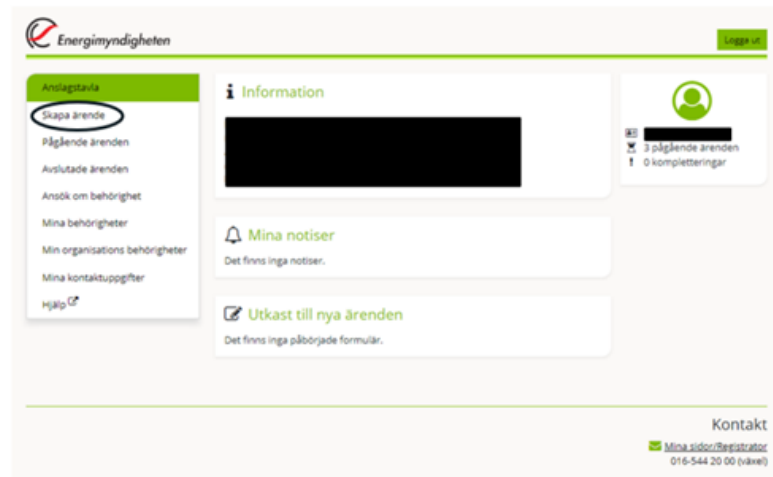 Energimyndigheten
Logga ut
Anslagstavla
Skapa ärende
Pågående ärenden
Avslutade ärenden
Ansök om behörighet
Mina behörigheter
Min organisations behörigheter
Mina kontaktuppgifter
Hjälp
Information
Mina notiser
Det finns inga notiser.
Utkast till nya ärenden
Det finns inga påbörjade formulär.
3 pågående ärenden
0 kompletteringar
Kontakt
Mina sidor/Registrator
016-544 20 00 (växel)